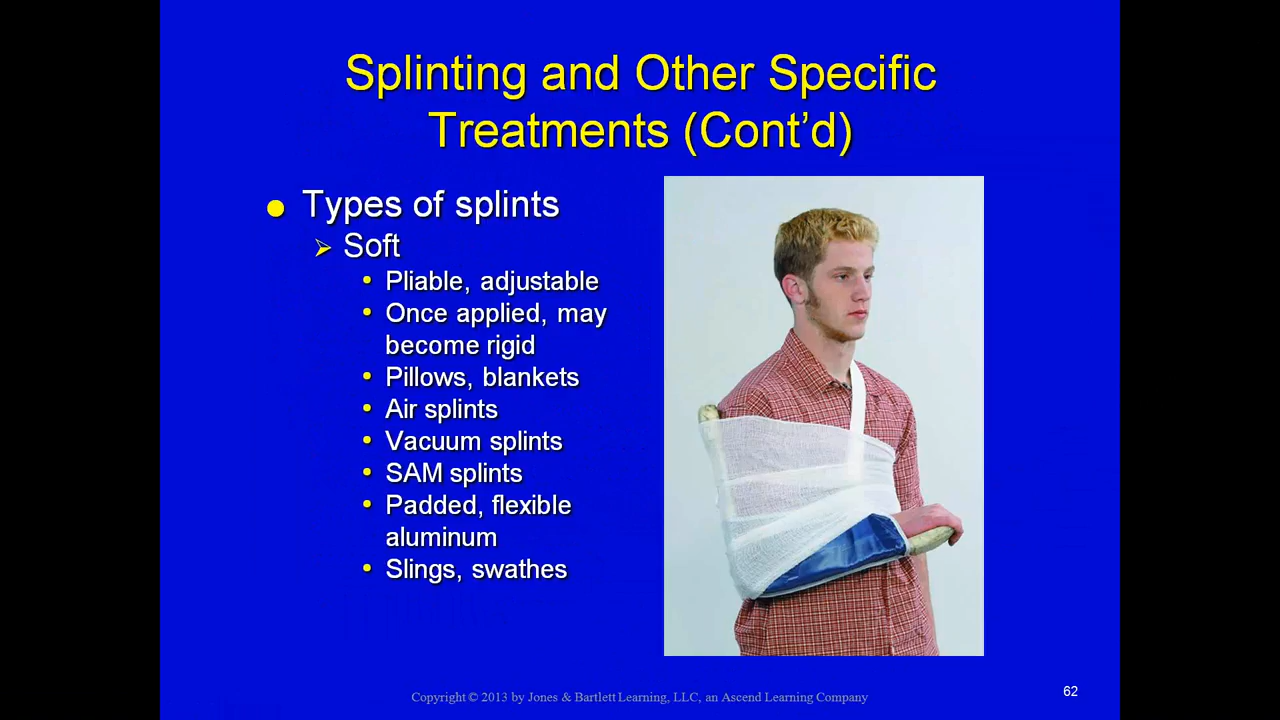 Splinting and Other Specific
Treatments (Cont’d)
Types of splints
Soft
Pliable, adjustable
Once applied, may
become rigid
Pillows, blankets
Air splints
Vacuum splints
SAM splints
Padded, flexible
aluminum
Slings, swathes
Copyright © 2013 by Jones & Bartlett Learning, LLC, an Ascend Learning Company
62